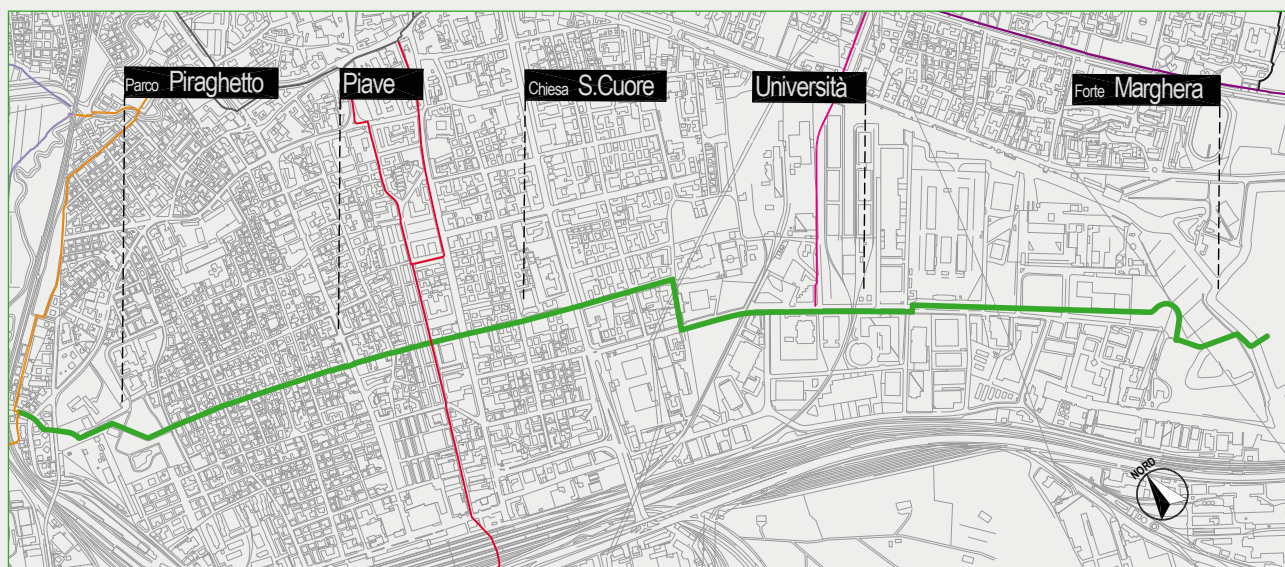 Parco Piraghetto
Piave
Chiesa S.Cuore
Università
Forte Marghera
NORD